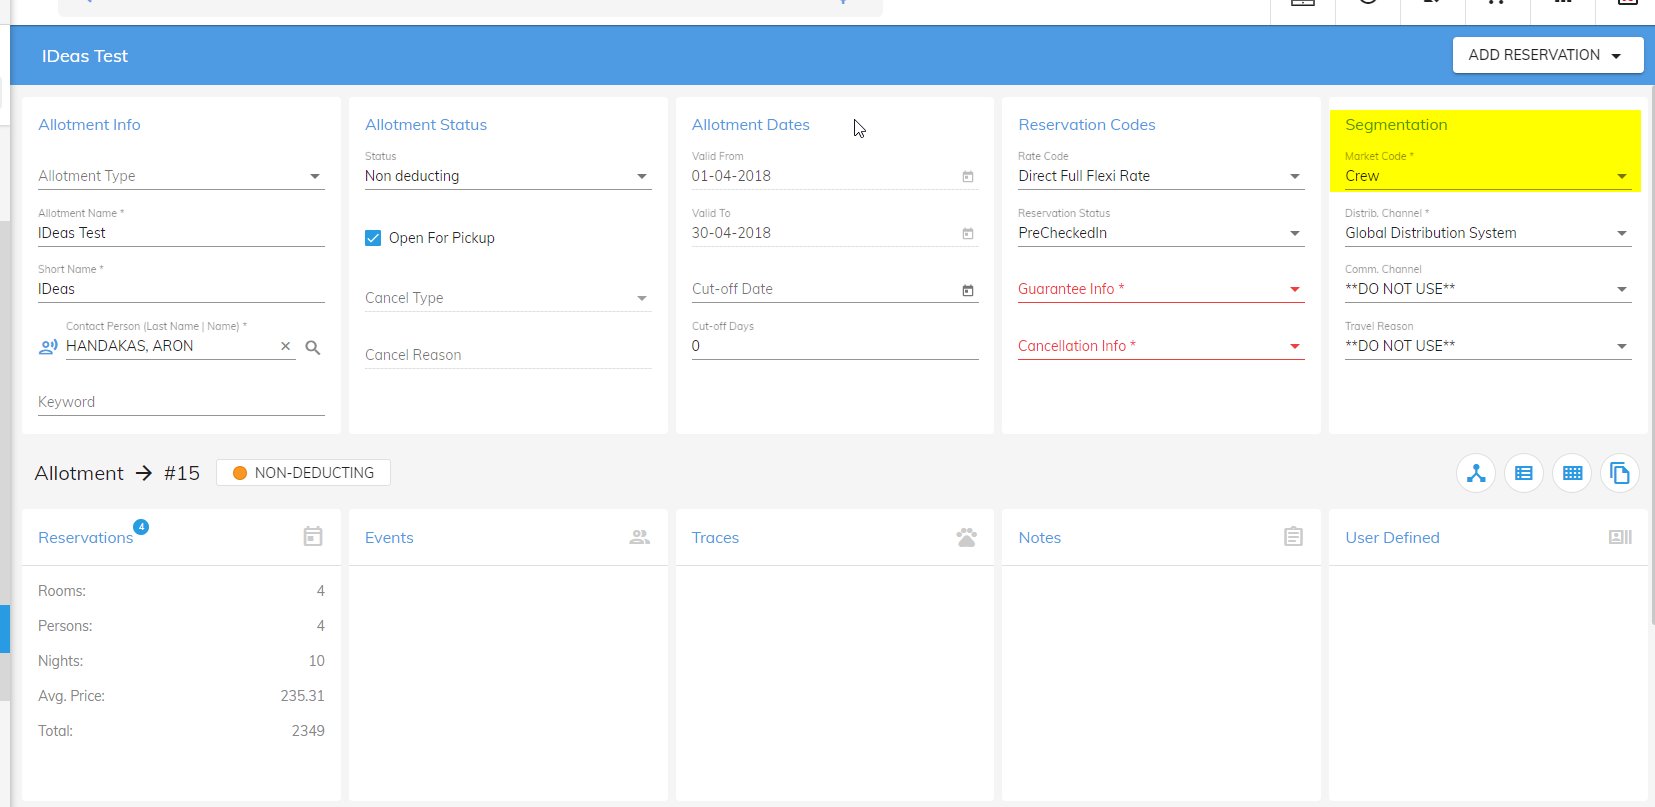 IDeas Test
ADD RESERVATION
Allotment Info
Allotment Type
Allotment Name *
IDeas Test
Short Name *
IDeas
Contact Person (Last Name | Name) *
HANDAKAS, ARON
Keyword
Allotment Status
Status
Non deducting
Open For Pickup
Cancel Type
Cancel Reason
Allotment Dates
Valid From
01-04-2018
Valid To
30-04-2018
Cut-off Date
Cut-off Days
0
Reservation Codes
Rate Code
Direct Full Flexi Rate
Reservation Status
PreCheckedIn
Guarantee Info *
Cancellation Info *
Segmentation
Market Code *
Crew
Distrib. Channel *
Global Distribution System
Comm. Channel
**DO NOT USE**
Travel Reason
**DO NOT USE**
Allotment → #15 NON-DEDUCTING
Reservations 4
Rooms: 4
Persons: 4
Nights: 10
Avg. Price: 235.31
Total: 2349
Events
Traces
Notes
User Defined